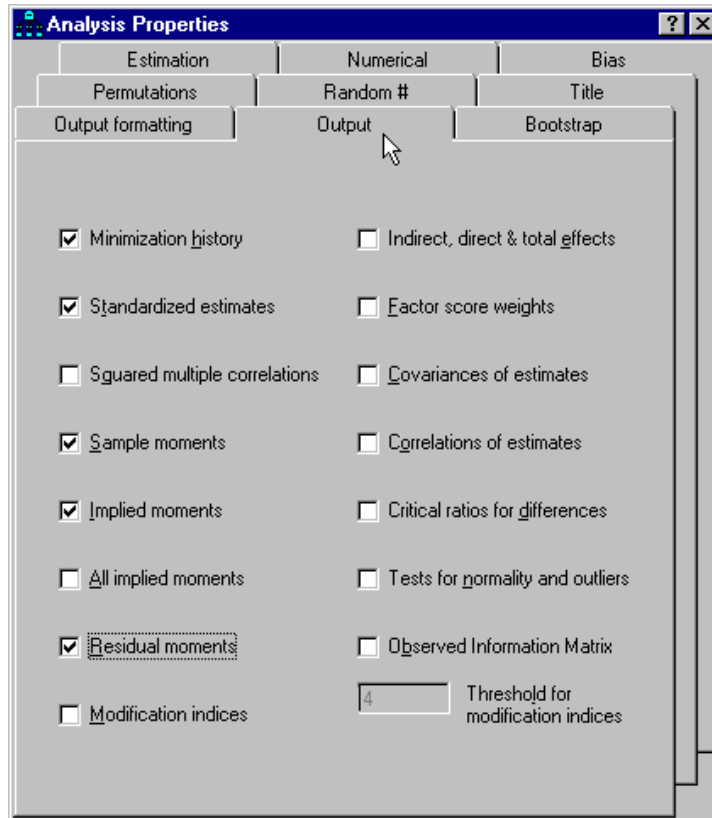 Analysis Properties
Estimation Numerical Bias
Permutations Random # Title
Output formatting Output Bootstrap
Minimization history
Indirect, direct & total effects
Standardized estimates
Factor score weights
Squared multiple correlations
Covariances of estimates
Sample moments
Correlations of estimates
Implied moments
Critical ratios for differences
All implied moments
Tests for normality and outliers
Residual moments
Observed Information Matrix
Modification indices
4
Threshold for
modification indices